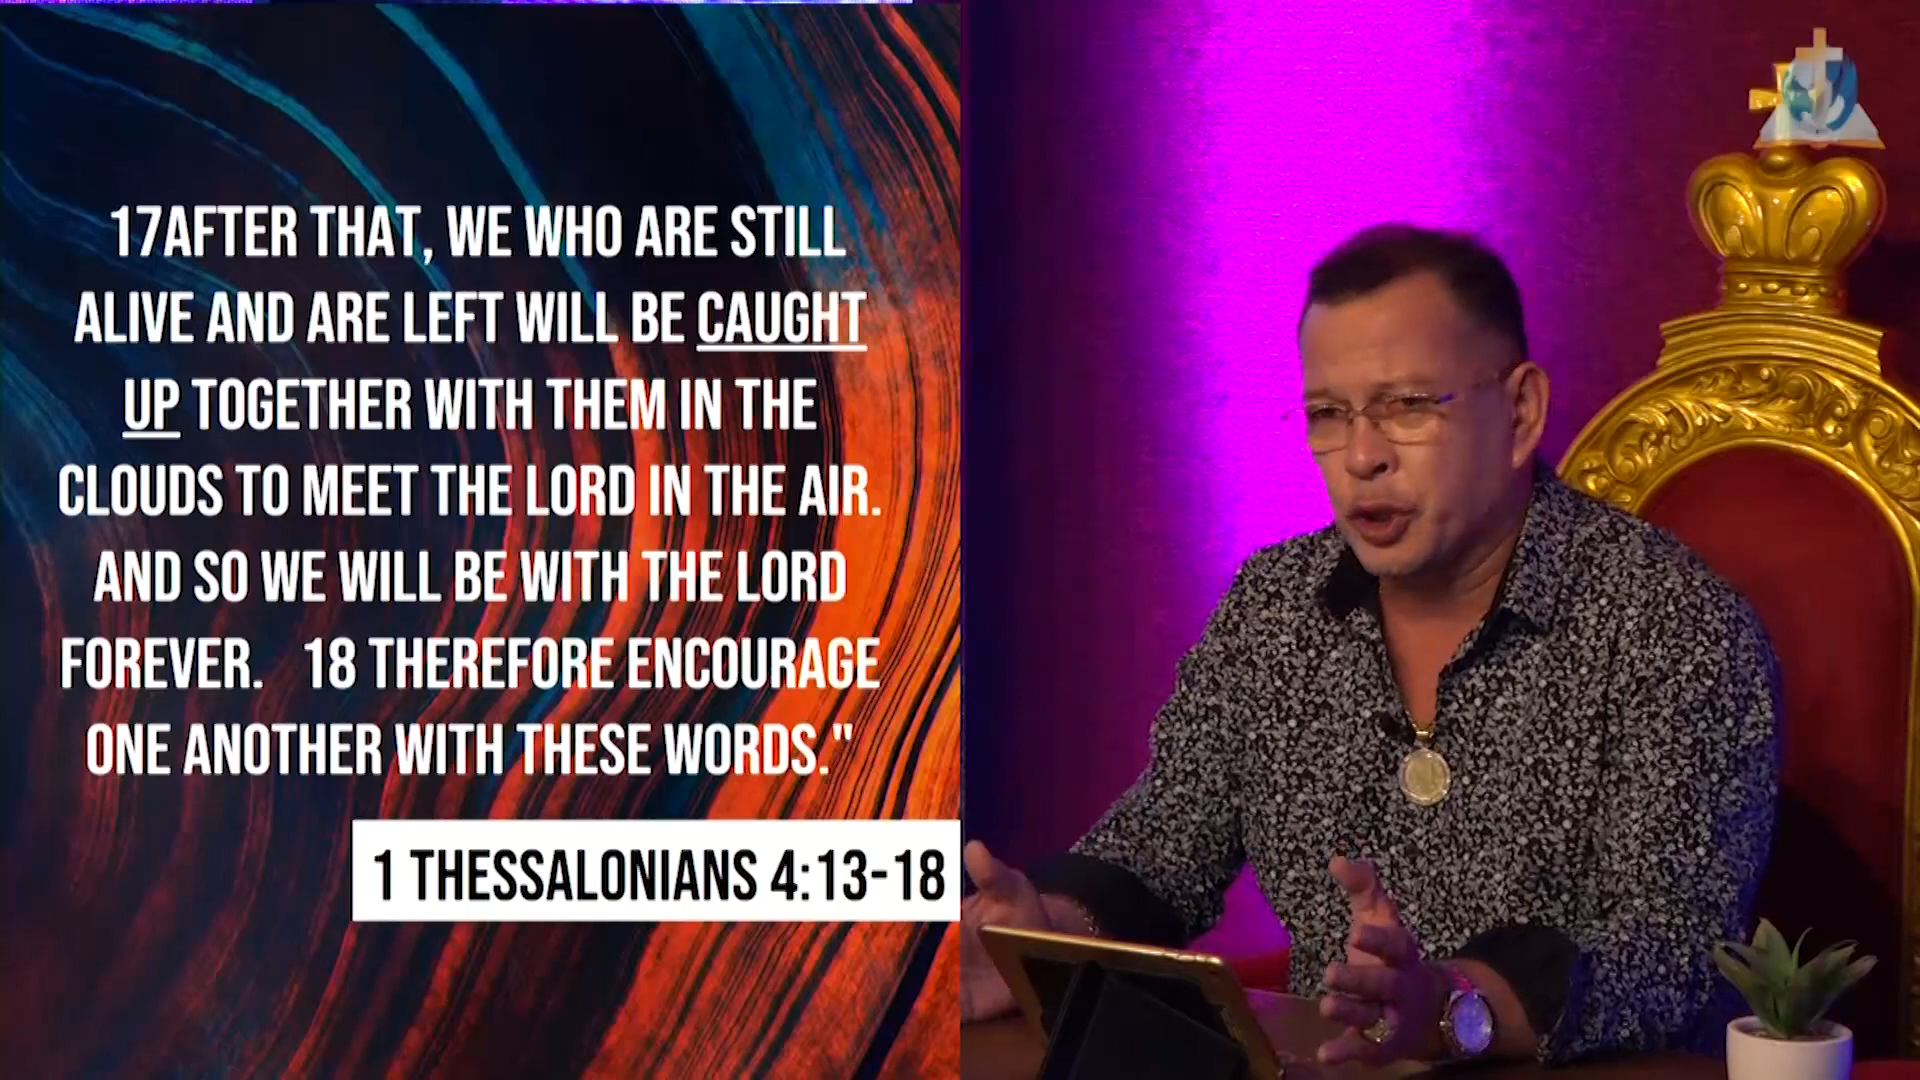 17AFTER THAT, WE WHO ARE STILL
ALIVE AND ARE LEFT WILL BE CAUGHT
UP TOGETHER WITH THEM IN THE
CLOUDS TO MEET THE LORD IN THE AIR.
AND SO WE WILL BE WITH THE LORD
FOREVER.   18 THEREFORE ENCOURAGE
ONE ANOTHER WITH THESE WORDS."
1 THESSALONIANS 4:13-18